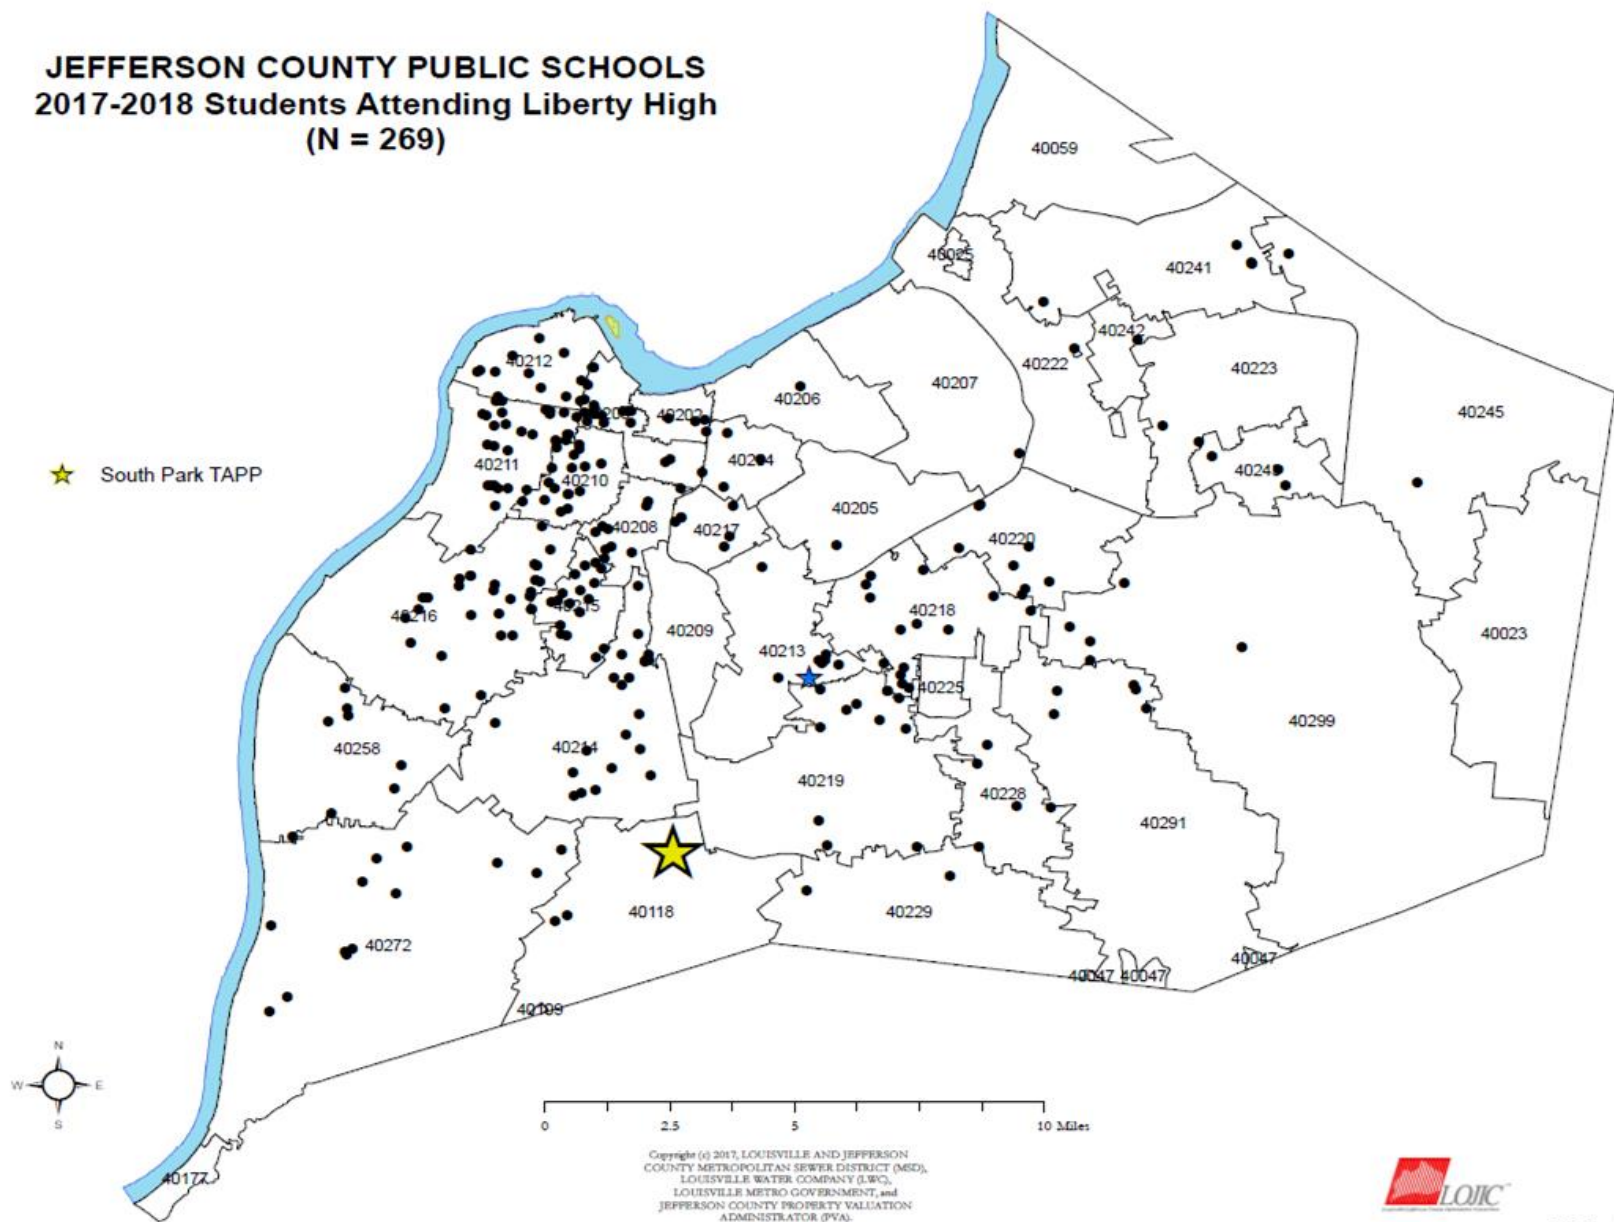 JEFFERSON COUNTY PUBLIC SCHOOLS
2017-2018 Students Attending Liberty High
(N = 269)
40059
40025
40241
40242
40212
40222
40223
40207
40206
40245
40202
40211
40204
South Park TAPP
40210
40205
40208
40217
40220
40215
40216
40218
40209
40023
40213
40225
40299
40258
40214
40219
40228
40291
40118
40229
40272
40047
40047
40047
40109
N
W
E
S
0
2.5
5
10 Miles
Copyright (c) 2017, LOUISVILLE AND JEFFERSON
COUNTY METROPOLITAN SEWER DISTRICT (MSD),
LOUISVILLE WATER COMPANY (LWC),
LOUISVILLE METRO GOVERNMENT, and
JEFFERSON COUNTY PROPERTY VALUATION
ADMINISTRATOR (PVA).
40177
LOJIC